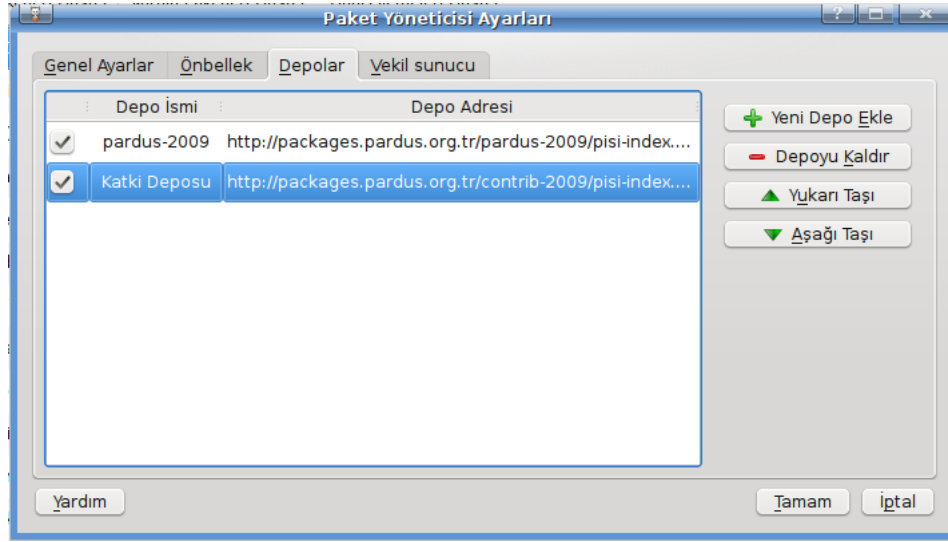 Paket Yöneticisi Ayarları
Genel Ayarlar Önbellek Depolar Vekil sunucu
Depo İsmi Depo Adresi
pardus-2009 http://packages.pardus.org.tr/pardus-2009/pisi-index....
Katki Deposu http://packages.pardus.org.tr/contrib-2009/pisi-index....
Yeni Depo Ekle
Depoyu Kaldır
Yukarı Taşı
Aşağı Taşı
Yardım Tamam İptal